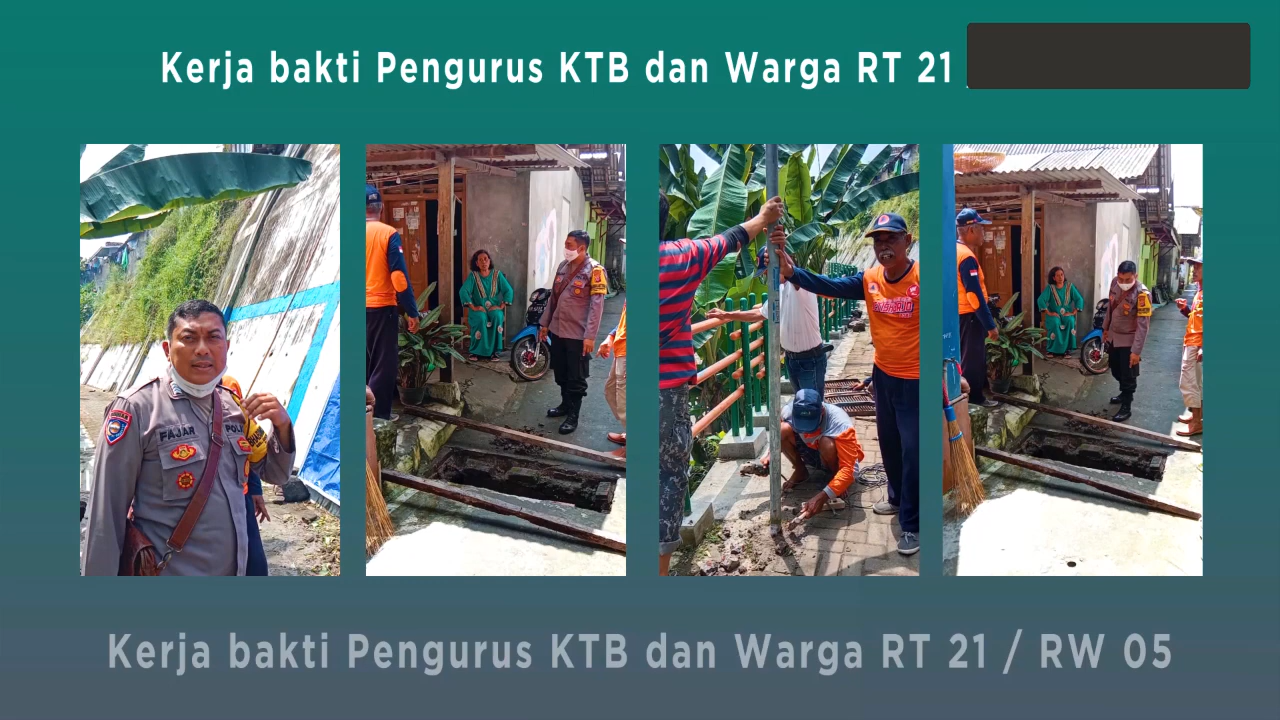 Kerja bakti Pengurus KTB dan Warga RT 21
FAJAR
POLRI
Kerja bakti Pengurus KTB dan Warga RT 21 / RW 05